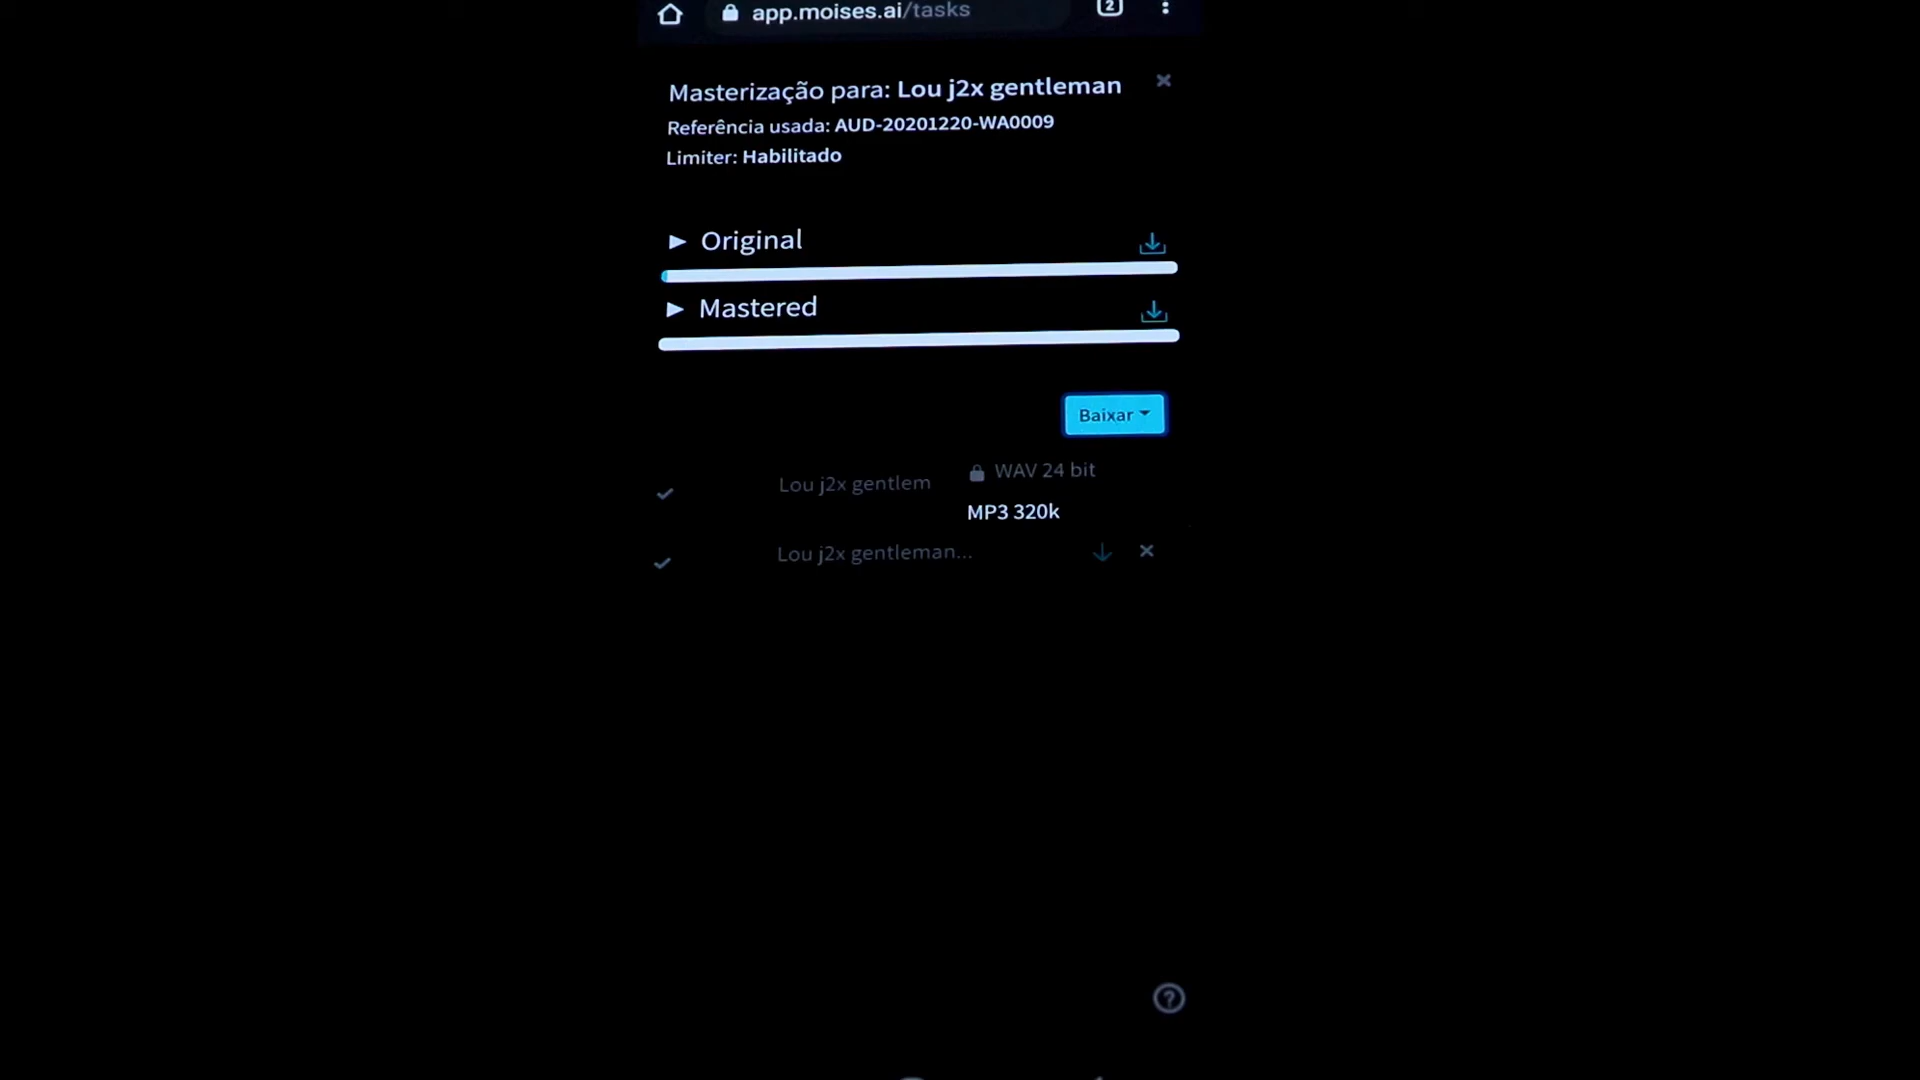 app.moises.ai/tasks
2
Masterização para: Lou j2x gentleman
Referência usada: AUD-20201220-WA0009
Limiter: Habilitado
Original
Mastered
Baixar
Lou j2x gentlem
WAV 24 bit
MP3 320k
Lou j2x gentleman...
?